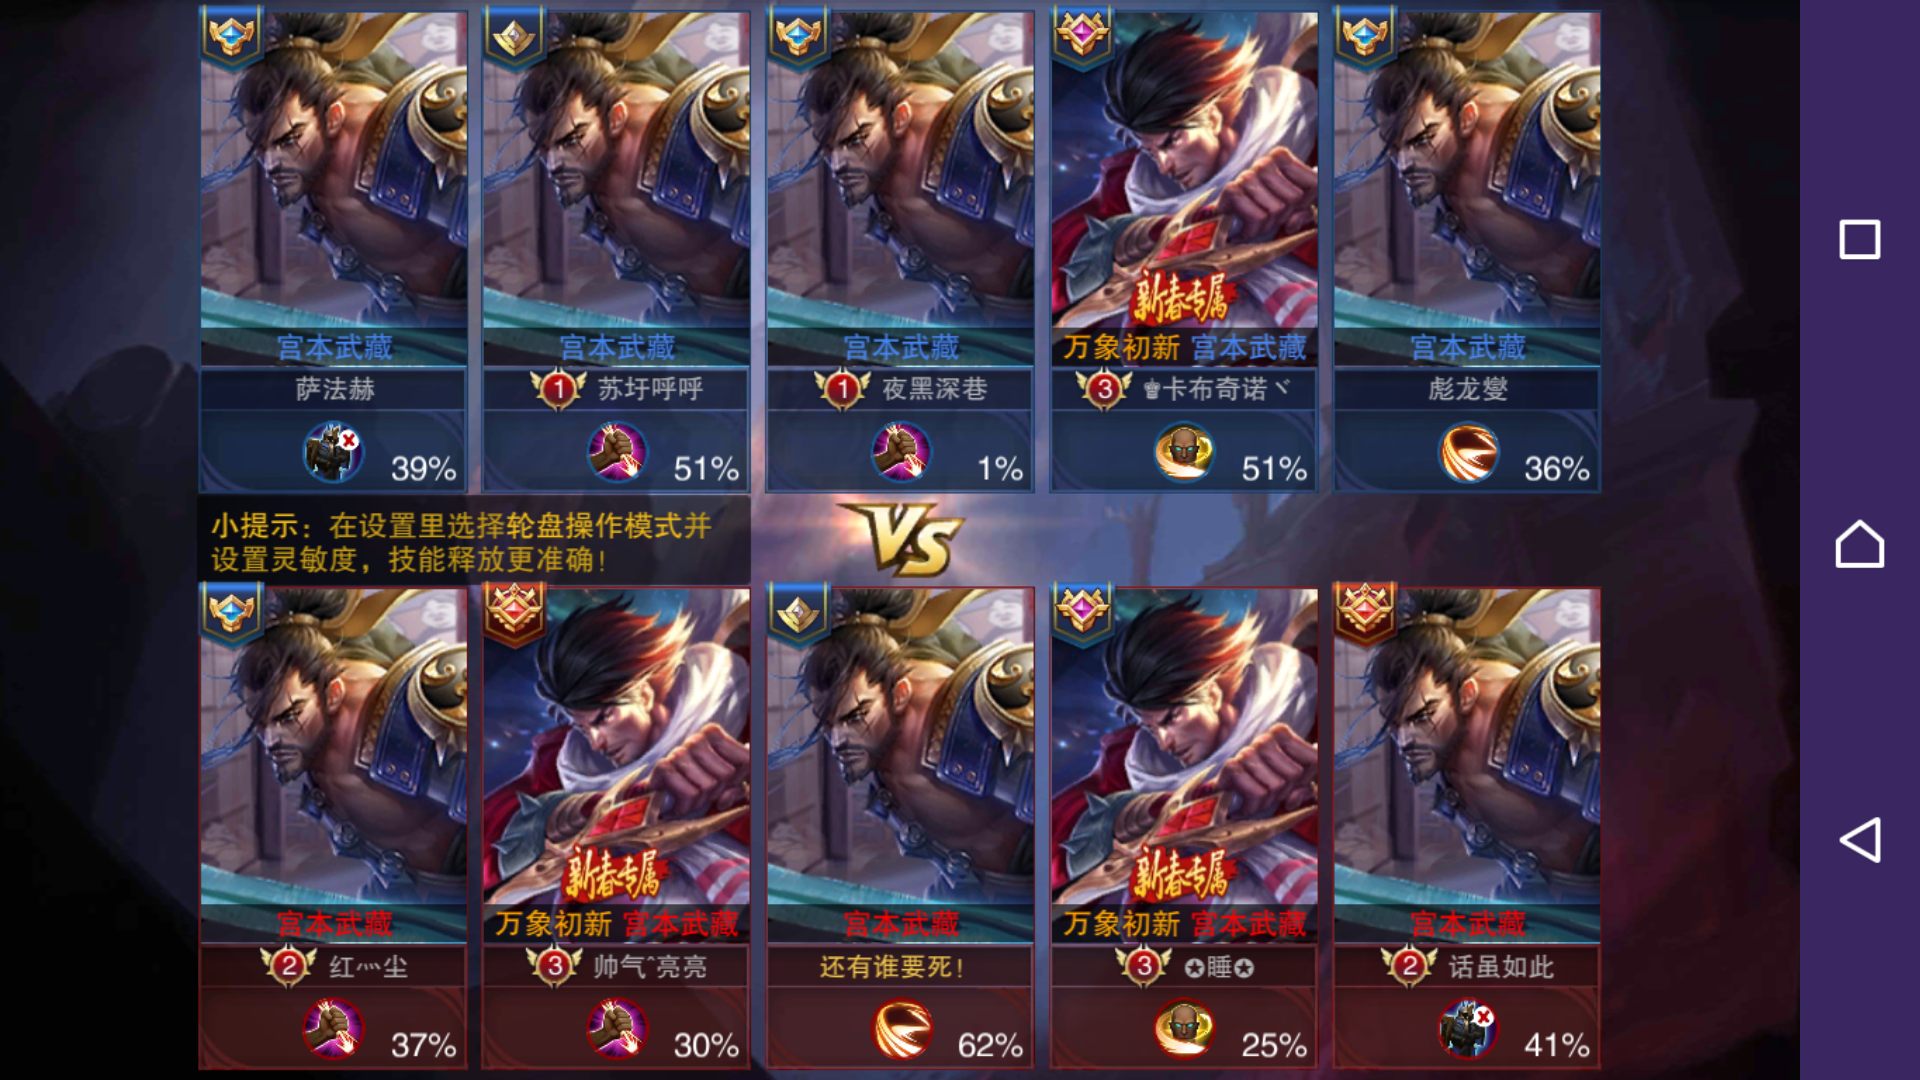 新春专属
宫本武藏
宫本武藏
宫本武藏
万象初新 宫本武藏
宫本武藏
萨法赫
1 苏圩呼呼
1 夜黑深巷
3 ♚卡布奇诺ヾ
彪龙燮
39%
51%
1%
51%
36%
小提示：在设置里选择轮盘操作模式并
设置灵敏度，技能释放更准确！
VS
新春专属
新春专属
宫本武藏
万象初新 宫本武藏
宫本武藏
万象初新 宫本武藏
宫本武藏
2 红灬尘
3 帅气^亮亮
还有谁要死！
3 ✪睡✪
2 话虽如此
37%
30%
62%
25%
41%